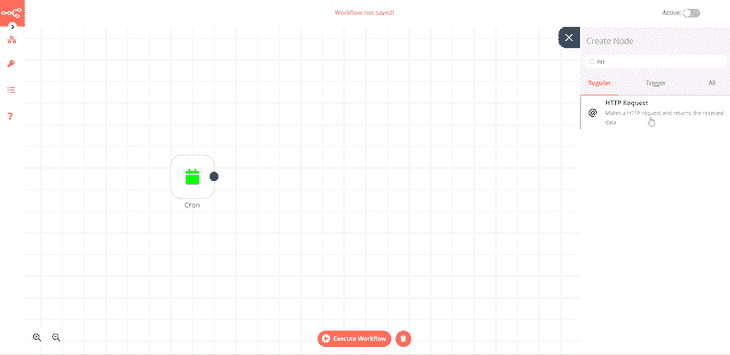 Workflow not saved!
Active:
Create Node
Regular
Trigger
All
HTTP Request
Makes a HTTP request and returns the received
data
Cron
Execute Workflow
?